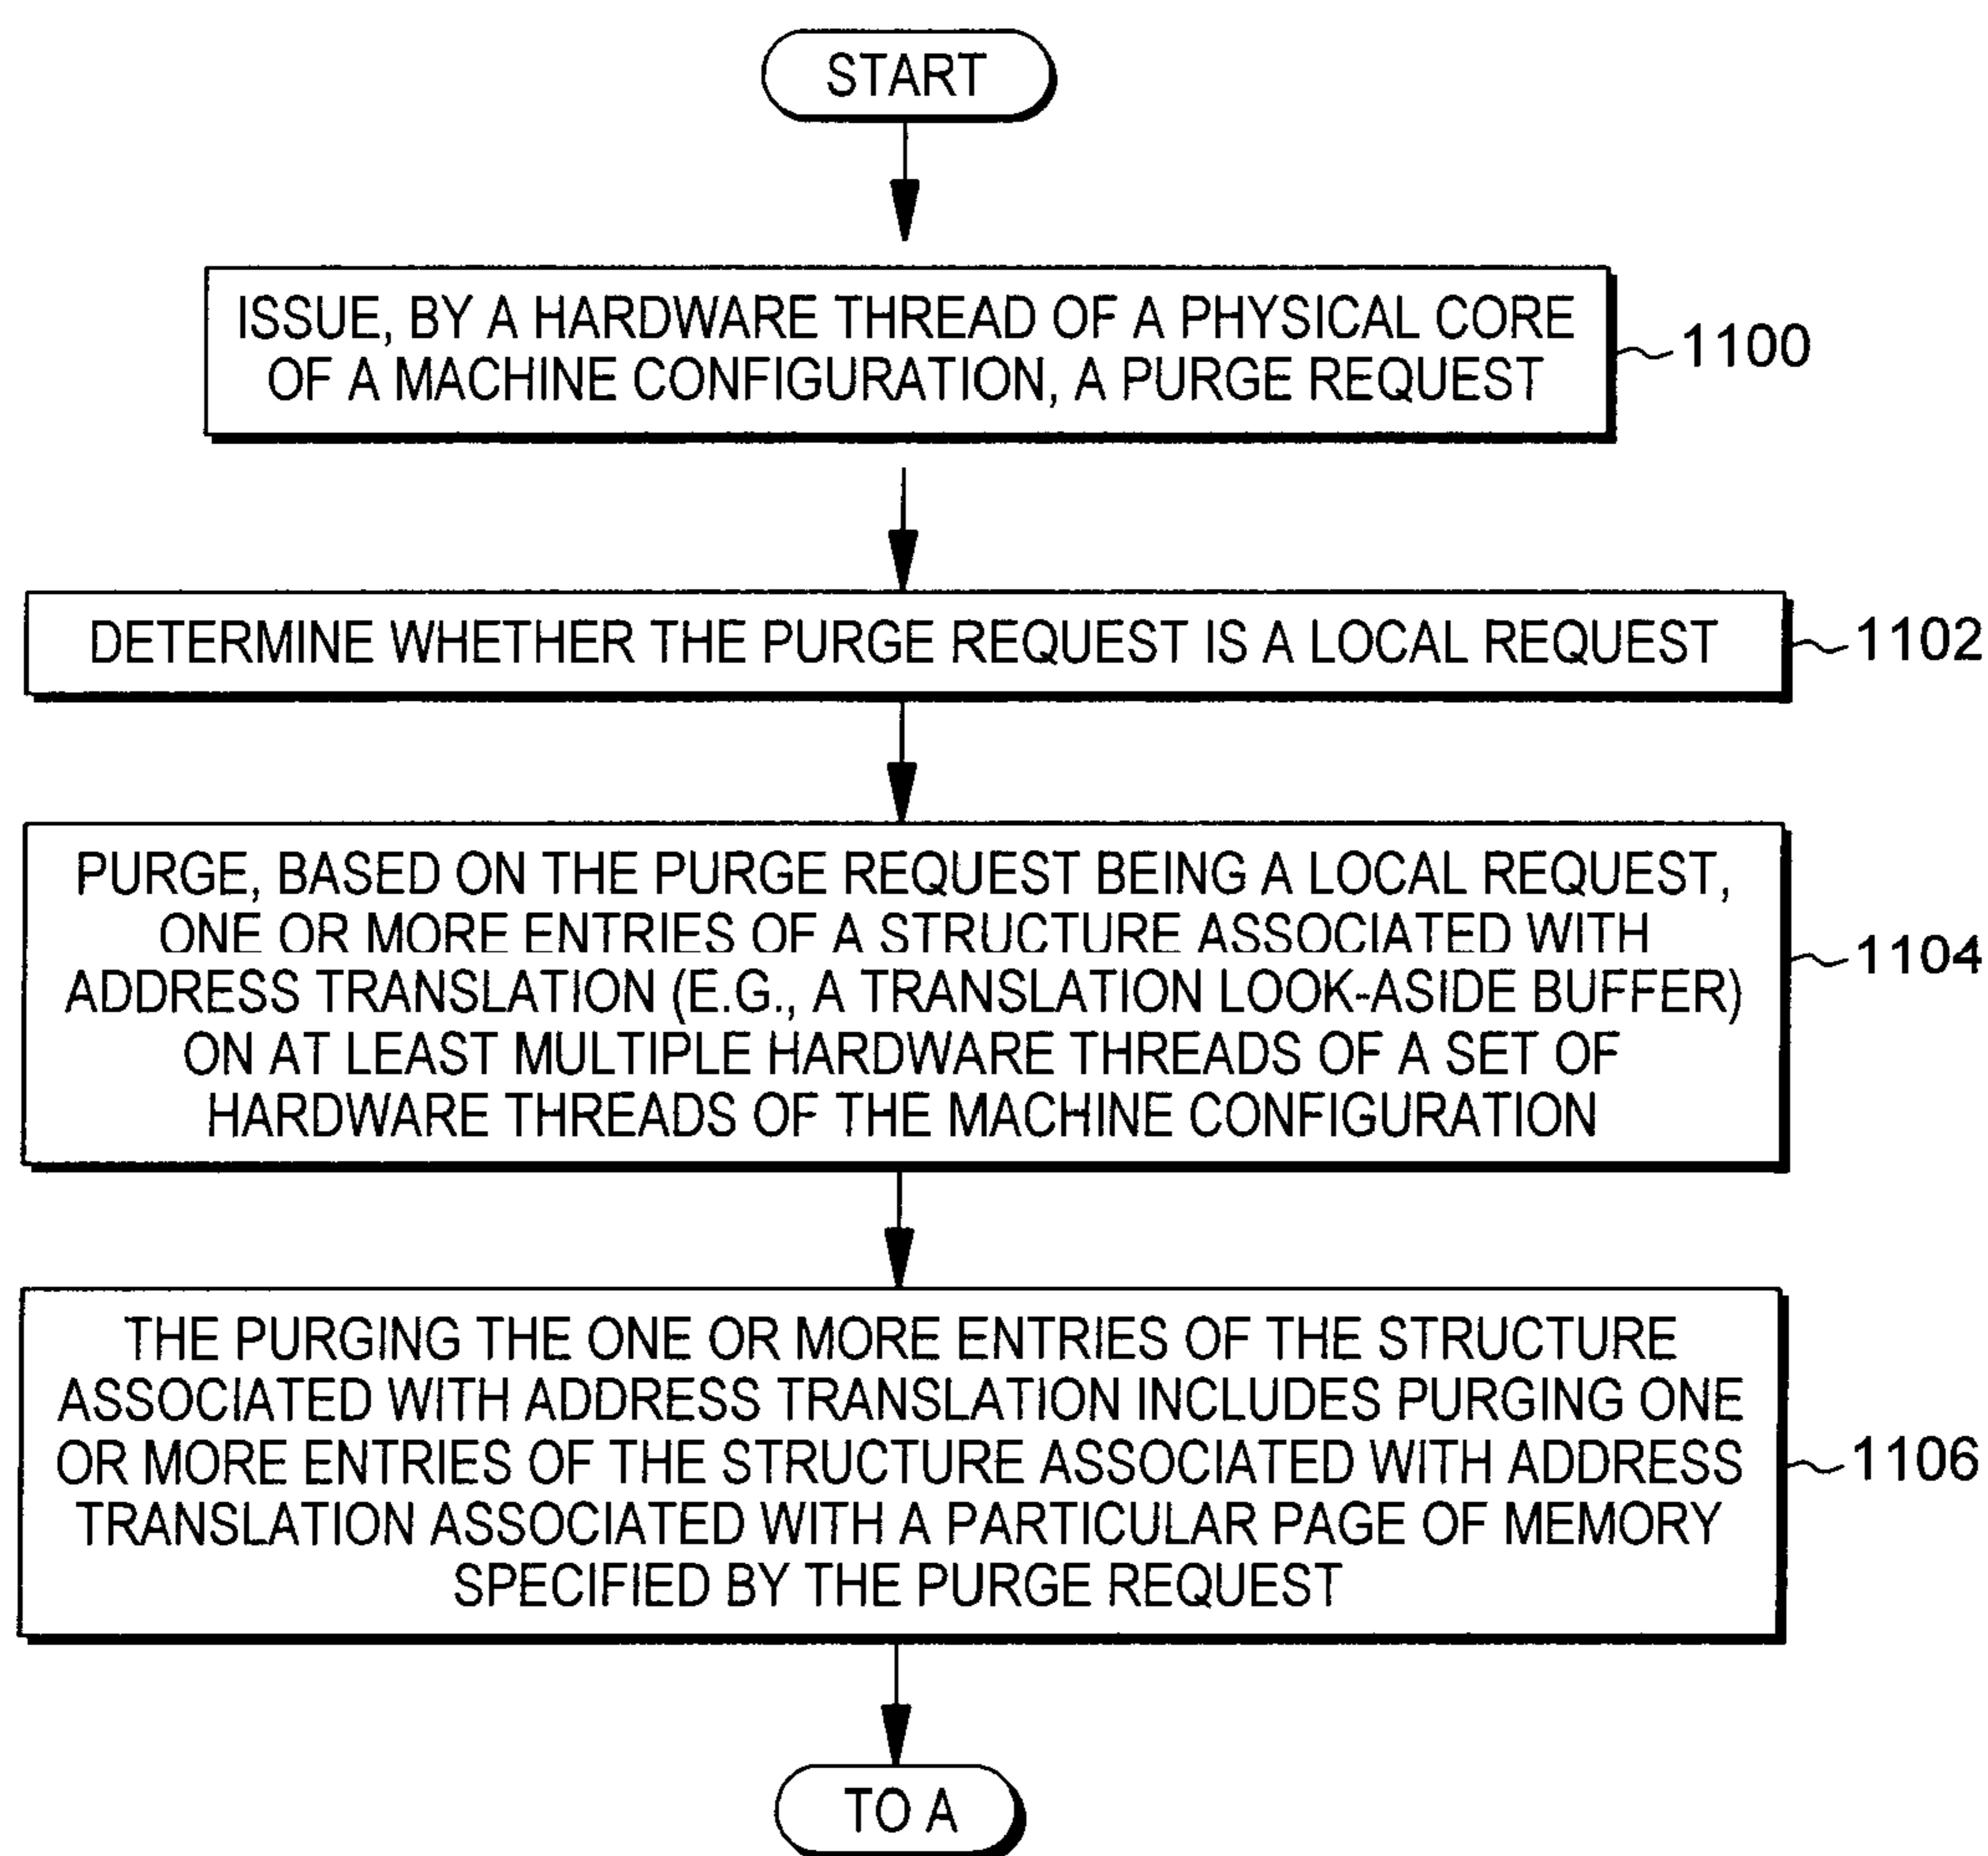 START
ISSUE, BY A HARDWARE THREAD OF A PHYSICAL CORE
OF A MACHINE CONFIGURATION, A PURGE REQUEST
1100
DETERMINE WHETHER THE PURGE REQUEST IS A LOCAL REQUEST
1102
PURGE, BASED ON THE PURGE REQUEST BEING A LOCAL REQUEST,
ONE OR MORE ENTRIES OF A STRUCTURE ASSOCIATED WITH
ADDRESS TRANSLATION (E.G., A TRANSLATION LOOK-ASIDE BUFFER)
ON AT LEAST MULTIPLE HARDWARE THREADS OF A SET OF
HARDWARE THREADS OF THE MACHINE CONFIGURATION
1104
THE PURGING THE ONE OR MORE ENTRIES OF THE STRUCTURE
ASSOCIATED WITH ADDRESS TRANSLATION INCLUDES PURGING ONE
OR MORE ENTRIES OF THE STRUCTURE ASSOCIATED WITH ADDRESS
TRANSLATION ASSOCIATED WITH A PARTICULAR PAGE OF MEMORY
SPECIFIED BY THE PURGE REQUEST
1106
TO A